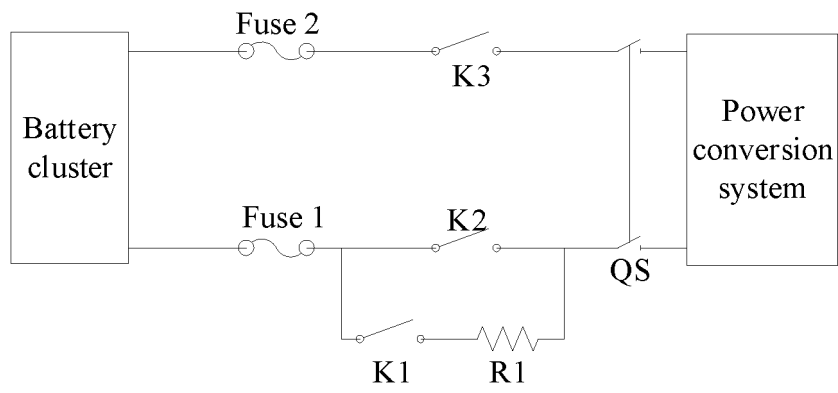 Fuse 2
K3
Battery
cluster
Power
conversion
system
Fuse 1
K2
QS
K1
R1